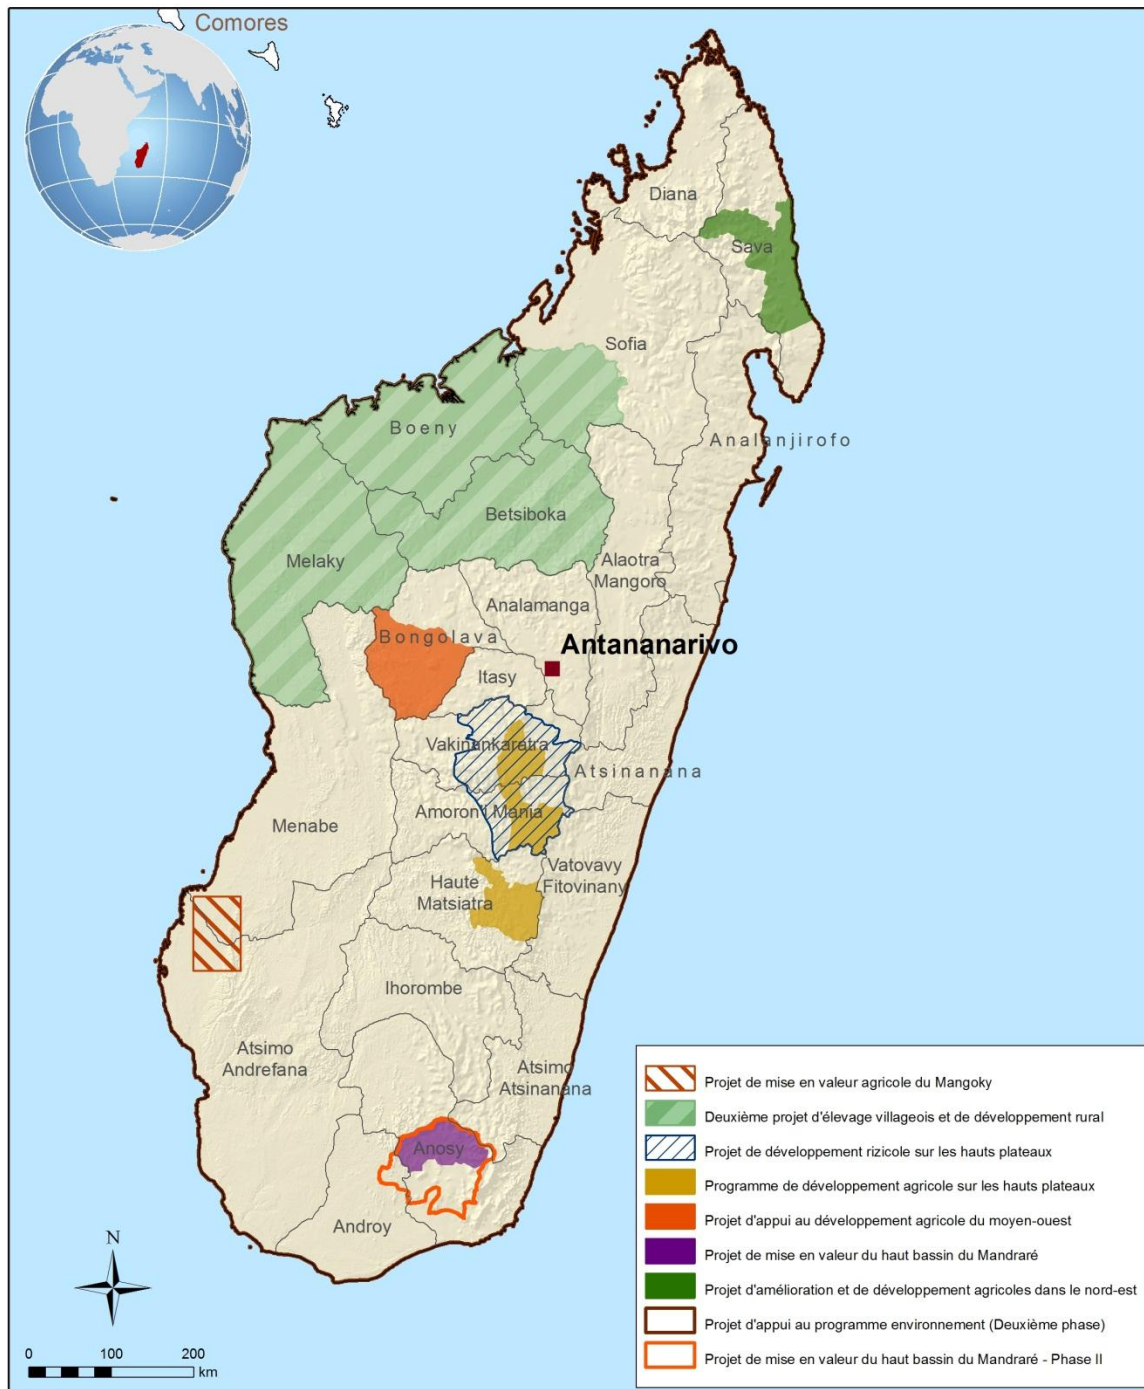 Comores
Diana
Sava
Sofia
Boeny
Analanjirofo
Betsiboka
Melaky
Alaotra
Mangoro
Analamanga
Bongolava
Antananarivo
Itasy
Vakinankaratra
Atsinanana
Amoron i Mania
Menabe
Vatovavy
Fitovinany
Haute
Matsiatra
Ihorombe
Atsimo
Andrefana
Atsimo
Atsinanana
Anosy
Androy
N
0 100 200
km
Projet de mise en valeur agricole du Mangoky
Deuxième projet d'élevage villageois et de développement rural
Projet de développement rizicole sur les hauts plateaux
Programme de développement agricole sur les hauts plateaux
Projet d'appui au développement agricole du moyen-ouest
Projet de mise en valeur du haut bassin du Mandraré
Projet d'amélioration et de développement agricoles dans le nord-est
Projet d'appui au programme environnement (Deuxième phase)
Projet de mise en valeur du haut bassin du Mandraré - Phase II